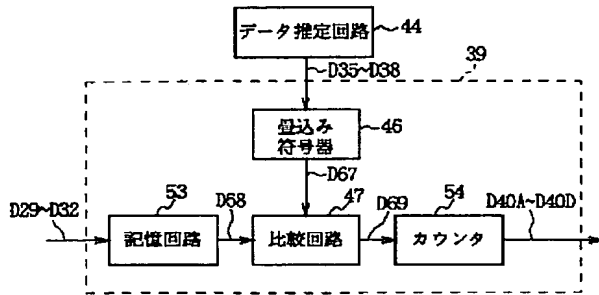 データ推定回路
44
D35~D38
39
畳込み
符号器
46
D67
D29~D32
53
記憶回路
D68
47
比較回路
D69
54
カウンタ
D40A~D40D